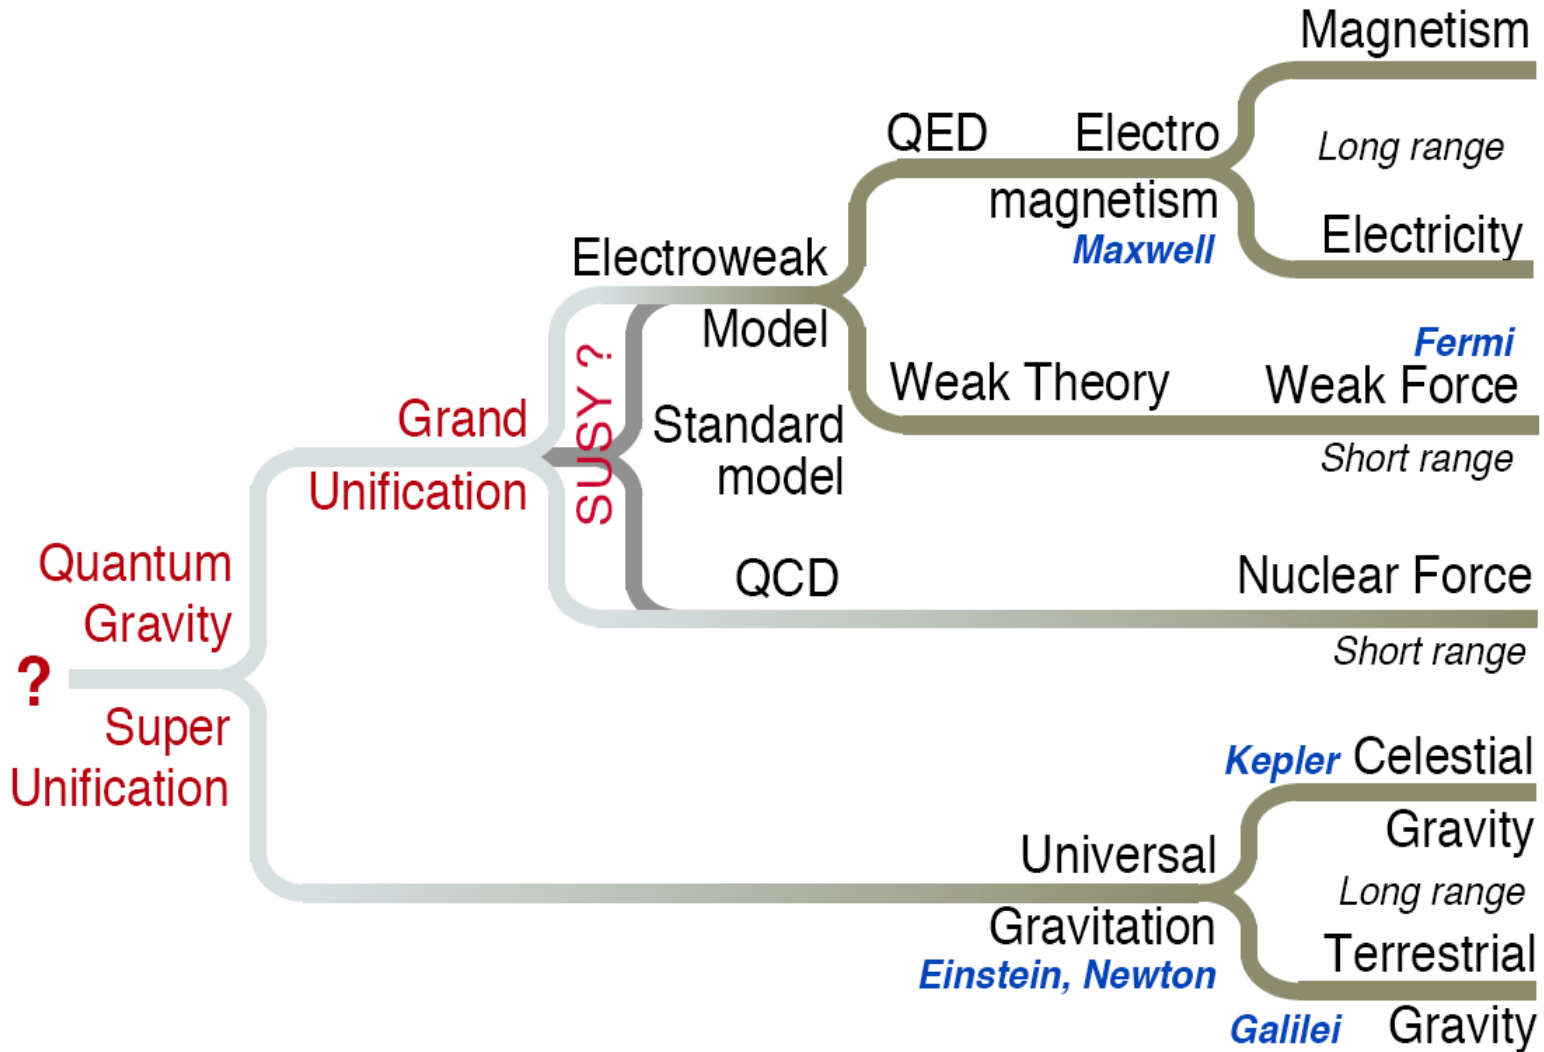 Magnetism
QED Electro
Long range
magnetism
Maxwell
Electricity
Electroweak
Model
Fermi
Weak Theory Weak Force
Short range
SUSY ?
Grand
Unification
Standard
model
QCD
Nuclear Force
Short range
Quantum
Gravity
?
Super
Unification
Kepler Celestial
Gravity
Universal
Gravitation
Einstein, Newton
Long range
Terrestrial
Galilei Gravity